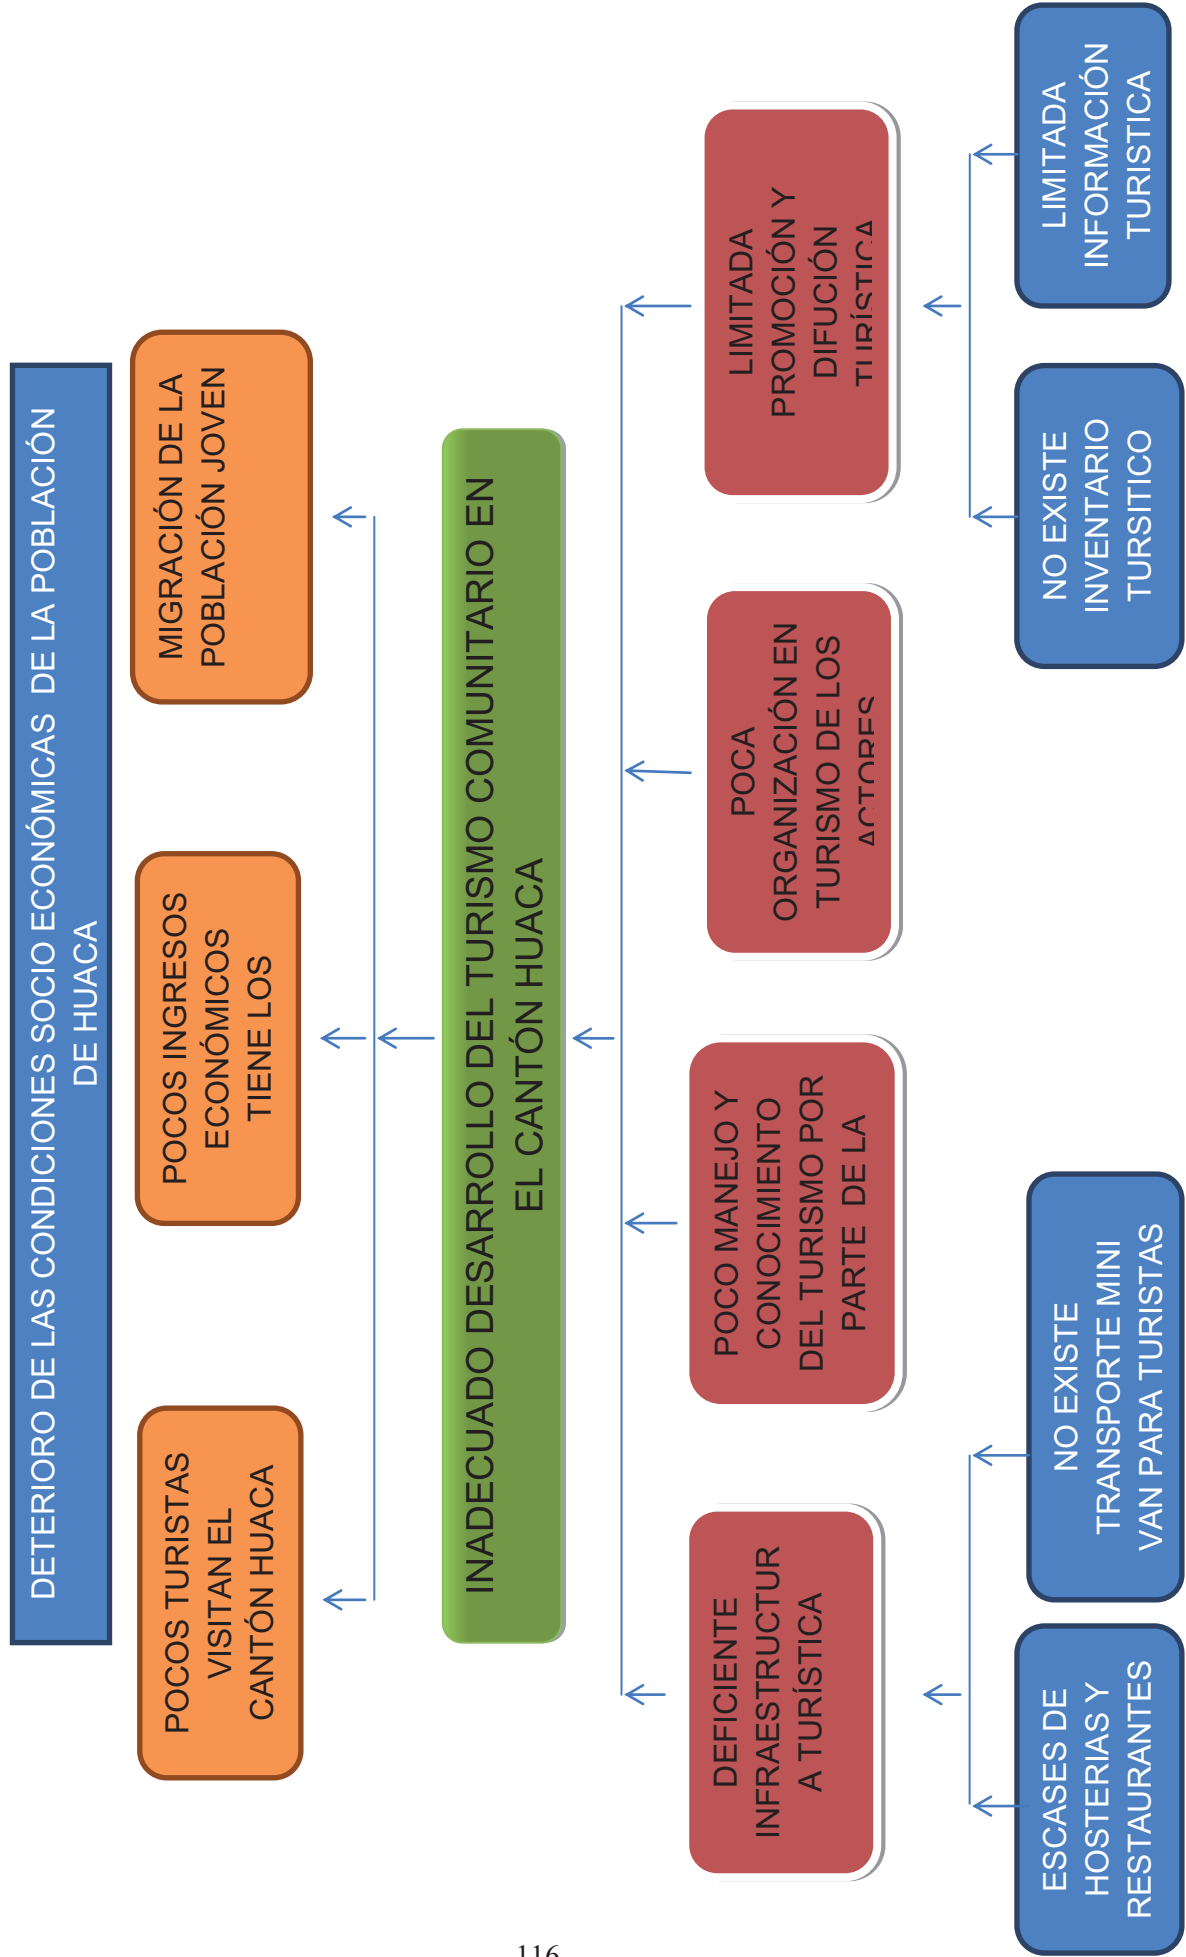 DETERIORO DE LAS CONDICIONES SOCIO ECONÓMICAS DE LA POBLACIÓN
DE HUACA
POCOS TURISTAS
VISITAN EL
CANTÓN HUACA
POCOS INGRESOS
ECONÓMICOS
TIENE LOS
MIGRACIÓN DE LA
POBLACIÓN JOVEN
INADECUADO DESARROLLO DEL TURISMO COMUNITARIO EN
EL CANTÓN HUACA
DEFICIENTE
INFRAESTRUCTUR
A TURÍSTICA
POCO MANEJO Y
CONOCIMIENTO
DEL TURISMO POR
PARTE DE LA
POCA
ORGANIZACIÓN EN
TURISMO DE LOS
ACTORES
LIMITADA
PROMOCIÓN Y
DIFUCIÓN
TURÍSTICA
ESCASES DE
HOSTERIAS Y
RESTAURANTES
NO EXISTE
TRANSPORTE MINI
VAN PARA TURISTAS
NO EXISTE
INVENTARIO
TURSITICO
LIMITADA
INFORMACIÓN
TURISTICA
116